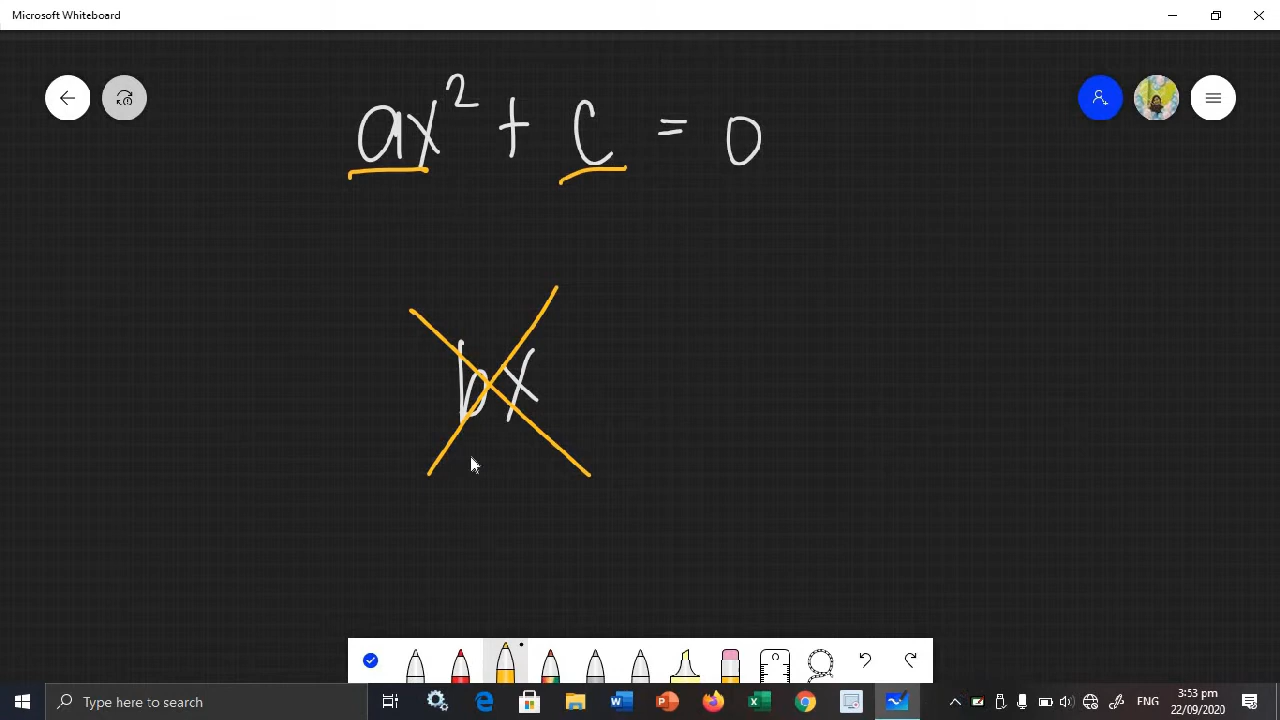 Microsoft Whiteboard
ax² + c = 0
bx
Type here to search
ENG
3:53 pm
22/09/2020